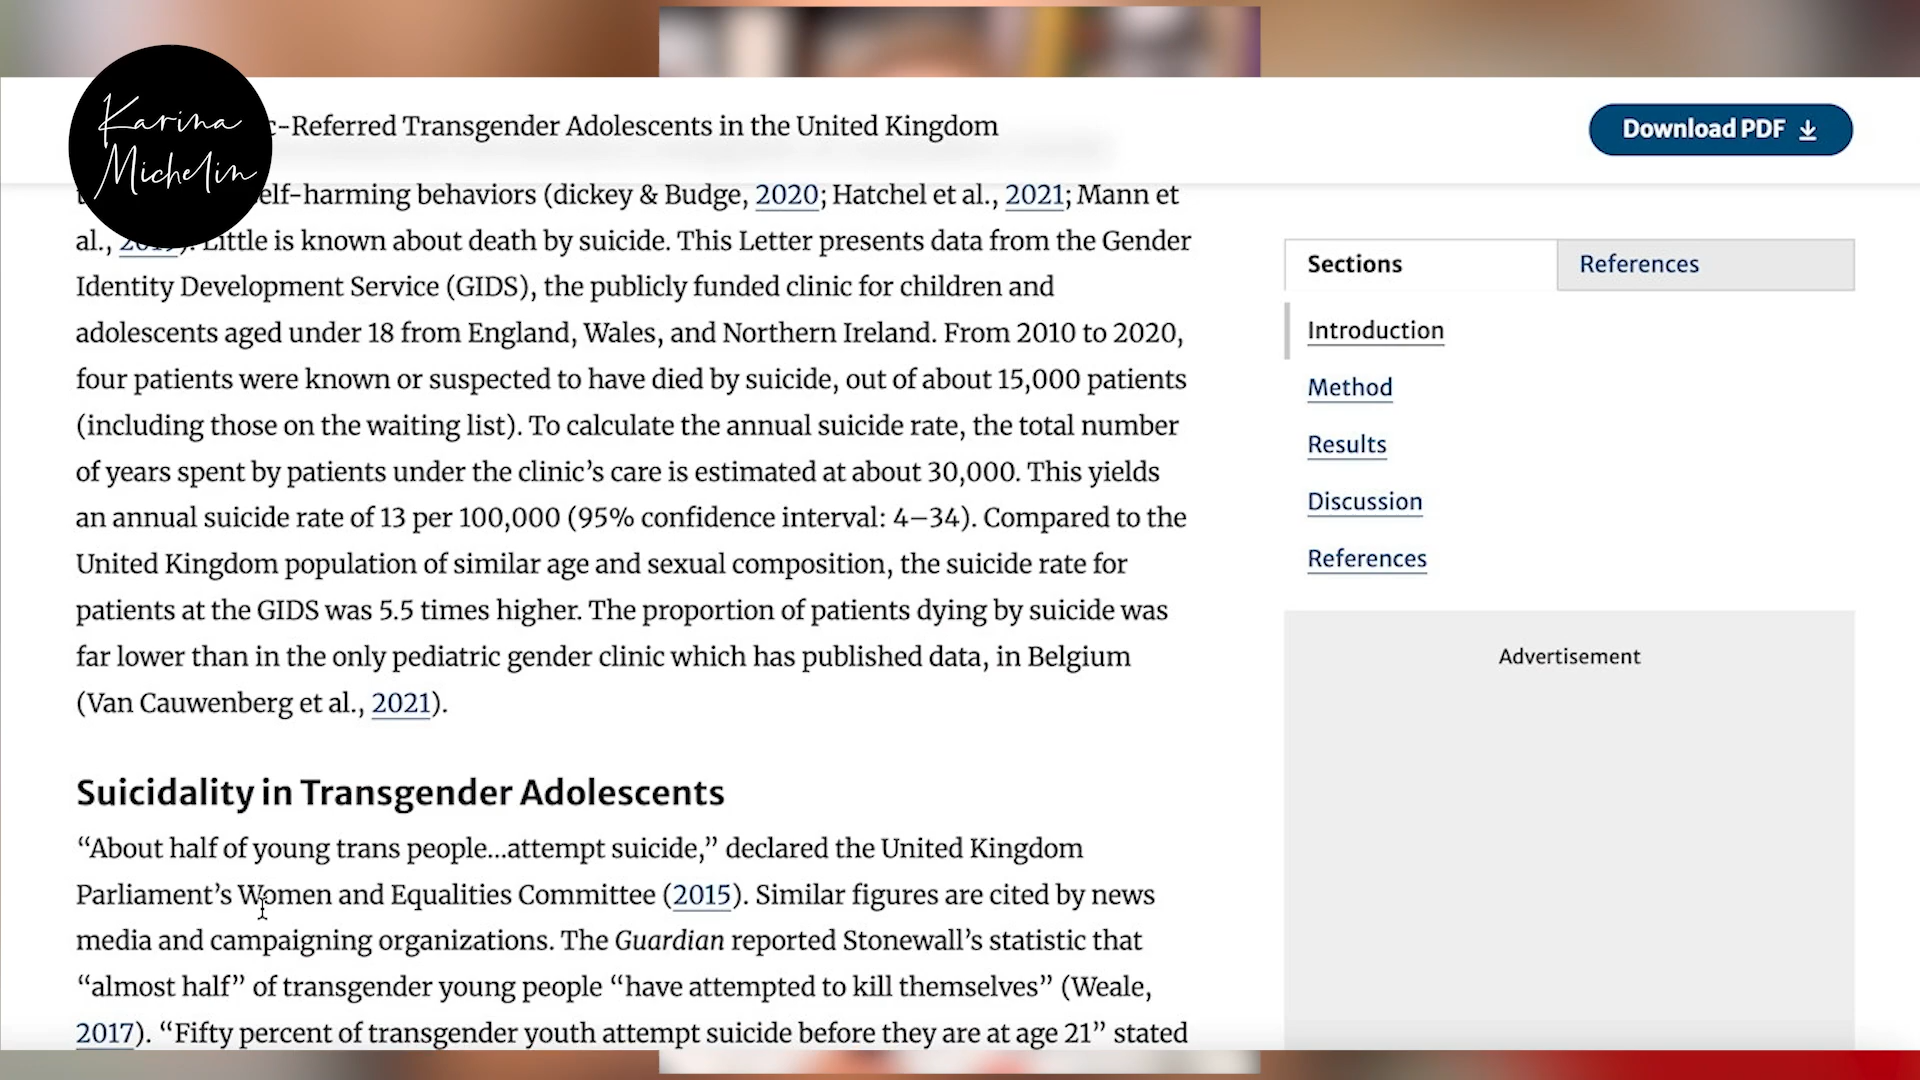 Karina
Michelin
-Referred Transgender Adolescents in the United Kingdom
Download PDF
elf-harming behaviors (dickey & Budge, 2020; Hatchel et al., 2021; Mann et
al., Little is known about death by suicide. This Letter presents data from the Gender
Identity Development Service (GIDS), the publicly funded clinic for children and
adolescents aged under 18 from England, Wales, and Northern Ireland. From 2010 to 2020,
four patients were known or suspected to have died by suicide, out of about 15,000 patients
(including those on the waiting list). To calculate the annual suicide rate, the total number
of years spent by patients under the clinic’s care is estimated at about 30,000. This yields
an annual suicide rate of 13 per 100,000 (95% confidence interval: 4–34). Compared to the
United Kingdom population of similar age and sexual composition, the suicide rate for
patients at the GIDS was 5.5 times higher. The proportion of patients dying by suicide was
far lower than in the only pediatric gender clinic which has published data, in Belgium
(Van Cauwenberg et al., 2021).
Suicidality in Transgender Adolescents
“About half of young trans people…attempt suicide,” declared the United Kingdom
Parliament’s Women and Equalities Committee (2015). Similar figures are cited by news
media and campaigning organizations. The Guardian reported Stonewall’s statistic that
“almost half” of transgender young people “have attempted to kill themselves” (Weale,
2017). “Fifty percent of transgender youth attempt suicide before they are at age 21” stated
Sections
References
Introduction
Method
Results
Discussion
References
Advertisement